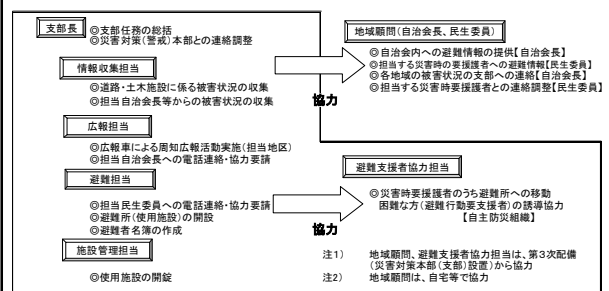 支部長
◎支部任務の総括
◎災害対策(警戒)本部との連絡調整
情報収集担当
◎道路・土木施設に係る被害状況の収集
◎担当自治会長等からの被害状況の収集
広報担当
◎広報車による周知広報活動実施(担当地区)
◎担当自治会長への電話連絡・協力要請
避難担当
◎担当民生委員への電話連絡・協力要請
◎避難所(使用施設)の開設
◎避難者名簿の作成
施設管理担当
◎使用施設の開錠
協力
協力
地域顧問(自治会長、民生委員)
◎自治会内への避難情報の提供【自治会長】
◎担当する災害時の要援護者への避難情報【民生委員】
◎各地域の被害状況の支部への連絡【自治会長】
◎担当する災害時要援護者との連絡調整【民生委員】
避難支援者協力担当
◎災害時要援護者のうち避難所への移動
困難な方(避難行動要支援者)の誘導協力
【自主防災組織】
注1) 地域顧問、避難支援者協力担当は、第3次配備
(災害対策本部(支部)設置)から協力
注2) 地域顧問は、自宅等で協力